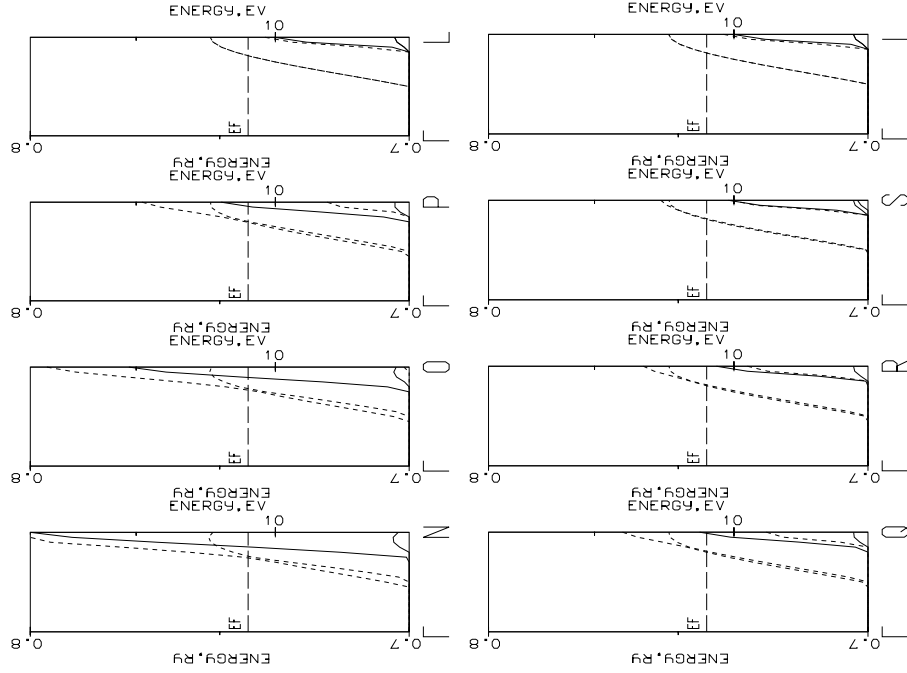 ENERGY,EV
10
EF
0.8 0.7
ENERGY,RY
Γ L
ENERGY,EV
10
EF
0.8 0.7
ENERGY,RY
Γ P
ENERGY,EV
10
EF
0.8 0.7
ENERGY,RY
Γ O
ENERGY,EV
10
EF
0.8 0.7
ENERGY,RY
Γ N
ENERGY,EV
10
EF
0.8 0.7
ENERGY,RY
Γ I
ENERGY,EV
10
EF
0.8 0.7
ENERGY,RY
Γ S
ENERGY,EV
10
EF
0.8 0.7
ENERGY,RY
Γ R
ENERGY,EV
10
EF
0.8 0.7
ENERGY,RY
Γ Q